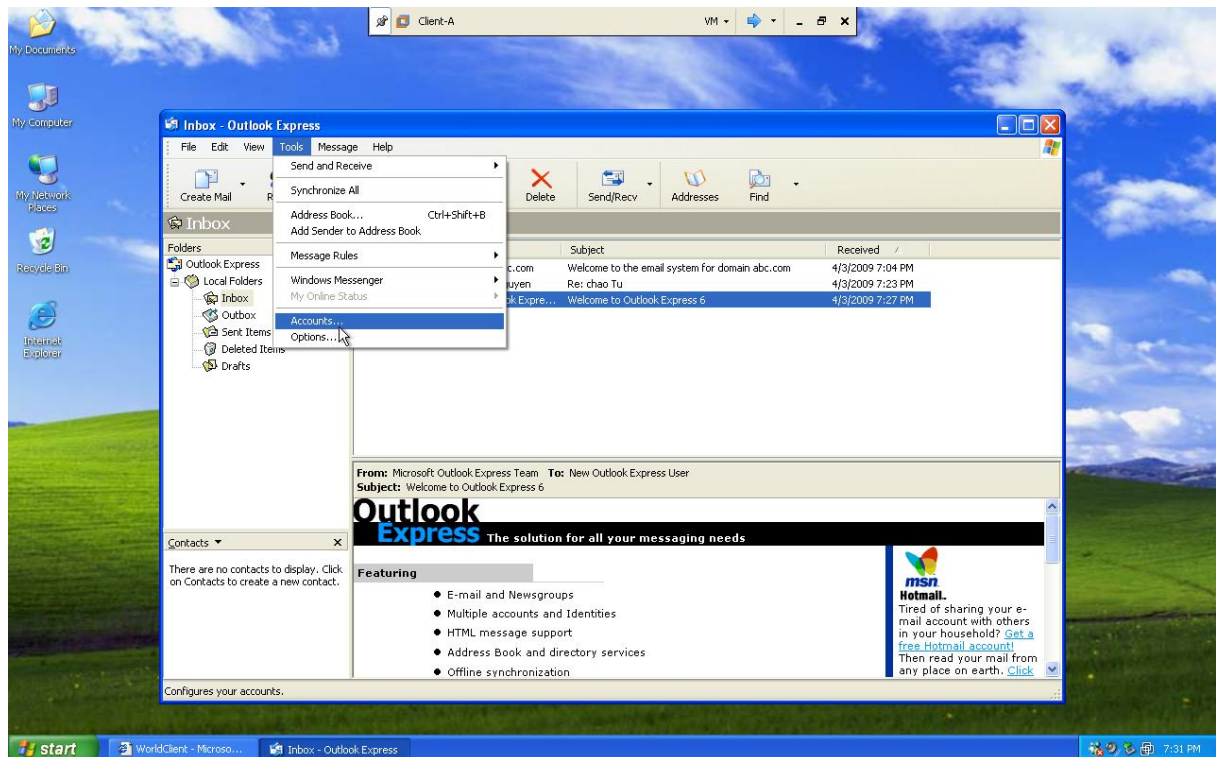 Client-A
VM
My Documents
My Computer
My Network
Places
Recycle Bin
Internet
Explorer
Inbox - Outlook Express
File Edit View Tools Message Help
Create Mail
Delete Send/Recv Addresses Find
Send and Receive
Synchronize All
Address Book... Ctrl+Shift+B
Add Sender to Address Book
Message Rules
Windows Messenger
My Online Status
Accounts...
Options...
Inbox
Folders
Outlook Express
Local Folders
Inbox
Outbox
Sent Items
Deleted Items
Drafts
Subject Received
Welcome to the email system for domain abc.com 4/3/2009 7:04 PM
Re: chao Tu 4/3/2009 7:23 PM
Welcome to Outlook Express 6 4/3/2009 7:27 PM
From: Microsoft Outlook Express Team To: New Outlook Express User
Subject: Welcome to Outlook Express 6
Outlook
Express The solution for all your messaging needs
Featuring
E-mail and Newsgroups
Multiple accounts and Identities
HTML message support
Address Book and directory services
Offline synchronization
msn
Hotmail.
Tired of sharing your e-
mail account with others
in your household? Get a
free Hotmail account!
Then read your mail from
any place on earth. Click
Contacts
There are no contacts to display. Click
on Contacts to create a new contact.
Configures your accounts.
start
WorldClient - Microso...
Inbox - Outlook Express
7:31 PM